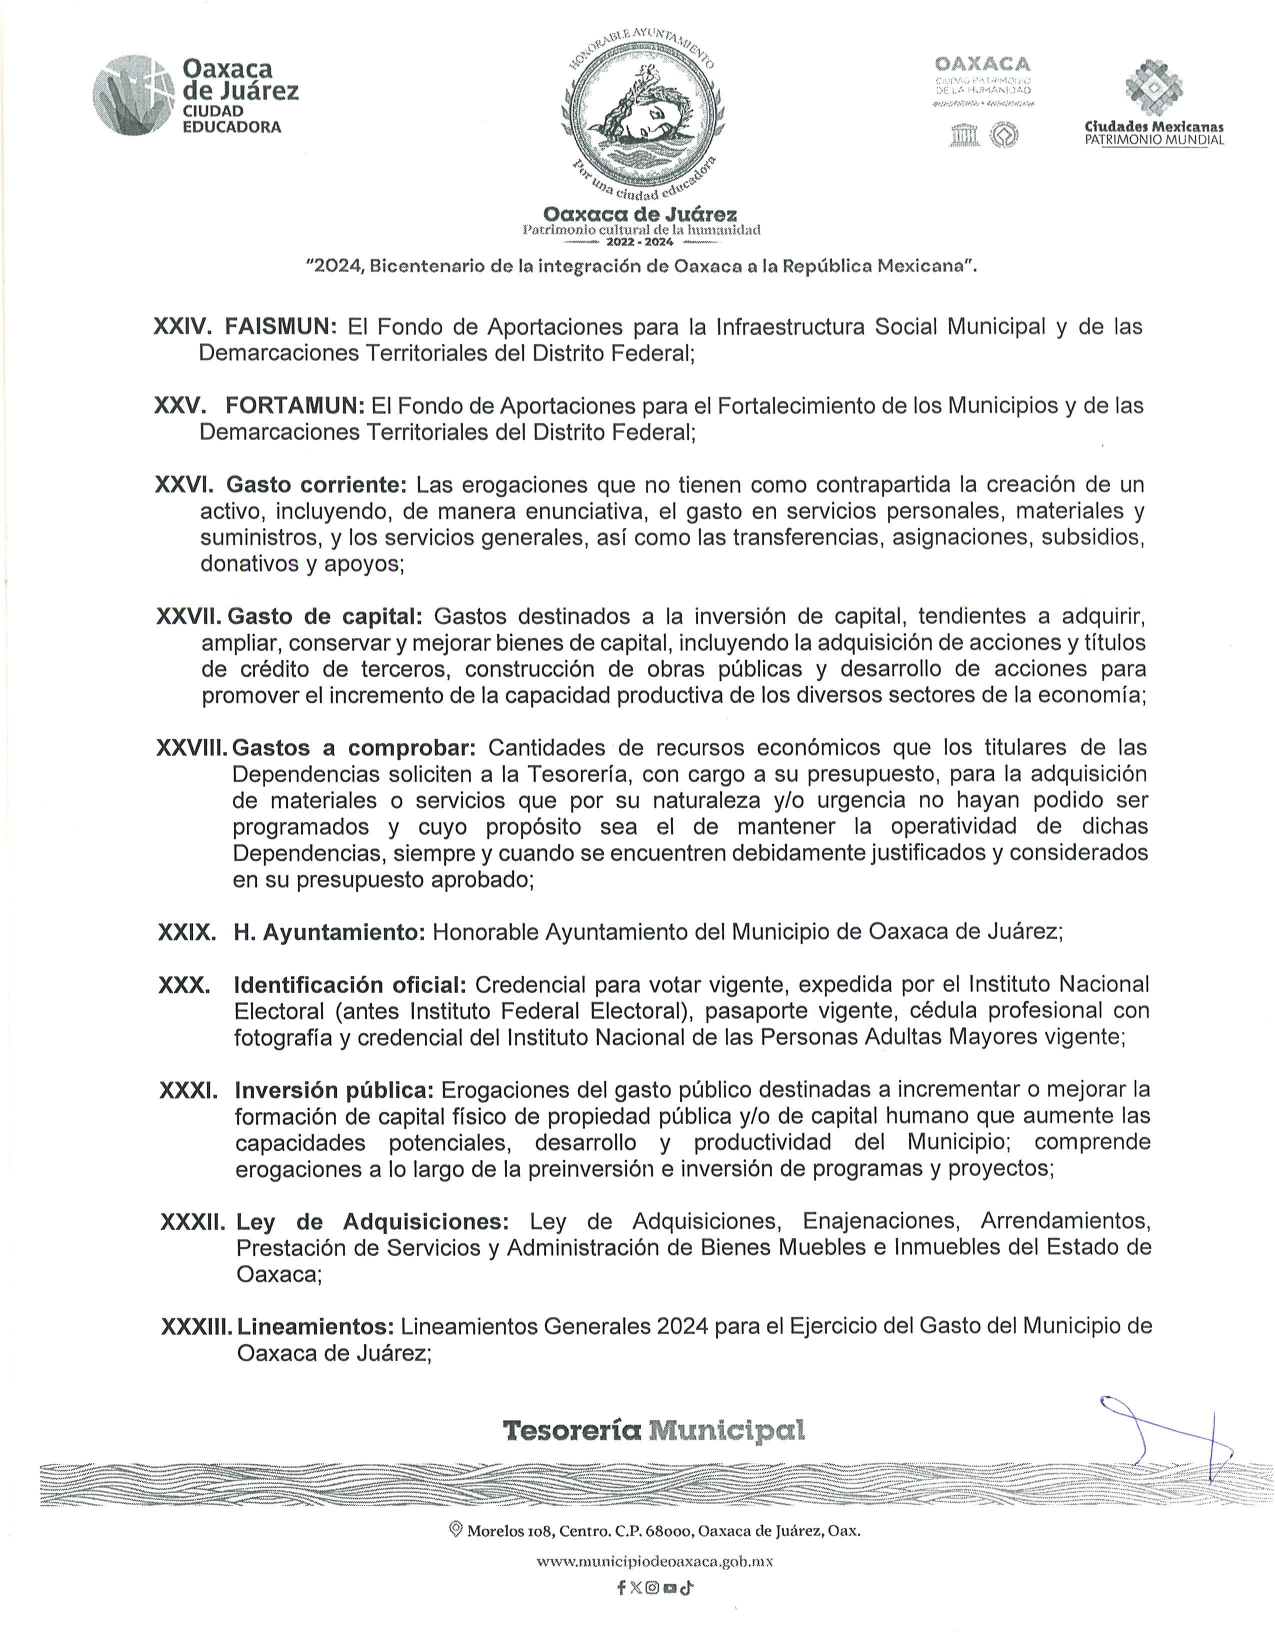 Oaxaca
de Juárez
CIUDAD
EDUCADORA
HONORABLE AYUNTAMIENTO
Por una ciudad educadora
Oaxaca de Juárez
Patrimonio cultural de la humanidad
2022 - 2024
OAXACA
CIUDAD PATRIMONIO
DE LA HUMANIDAD
Ciudades Mexicanas
PATRIMONIO MUNDIAL
"2024, Bicentenario de la integración de Oaxaca a la República Mexicana".
XXIV. FAISMUN: El Fondo de Aportaciones para la Infraestructura Social Municipal y de las
Demarcaciones Territoriales del Distrito Federal;
XXV. FORTAMUN: El Fondo de Aportaciones para el Fortalecimiento de los Municipios y de las
Demarcaciones Territoriales del Distrito Federal;
XXVI. Gasto corriente: Las erogaciones que no tienen como contrapartida la creación de un
activo, incluyendo, de manera enunciativa, el gasto en servicios personales, materiales y
suministros, y los servicios generales, así como las transferencias, asignaciones, subsidios,
donativos y apoyos;
XXVII. Gasto de capital: Gastos destinados a la inversión de capital, tendientes a adquirir,
ampliar, conservar y mejorar bienes de capital, incluyendo la adquisición de acciones y títulos
de crédito de terceros, construcción de obras públicas y desarrollo de acciones para
promover el incremento de la capacidad productiva de los diversos sectores de la economía;
XXVIII. Gastos a comprobar: Cantidades de recursos económicos que los titulares de las
Dependencias soliciten a la Tesorería, con cargo a su presupuesto, para la adquisición
de materiales o servicios que por su naturaleza y/o urgencia no hayan podido ser
programados y cuyo propósito sea el de mantener la operatividad de dichas
Dependencias, siempre y cuando se encuentren debidamente justificados y considerados
en su presupuesto aprobado;
XXIX. H. Ayuntamiento: Honorable Ayuntamiento del Municipio de Oaxaca de Juárez;
XXX. Identificación oficial: Credencial para votar vigente, expedida por el Instituto Nacional
Electoral (antes Instituto Federal Electoral), pasaporte vigente, cédula profesional con
fotografía y credencial del Instituto Nacional de las Personas Adultas Mayores vigente;
XXXI. Inversión pública: Erogaciones del gasto público destinadas a incrementar o mejorar la
formación de capital físico de propiedad pública y/o de capital humano que aumente las
capacidades potenciales, desarrollo y productividad del Municipio; comprende
erogaciones a lo largo de la preinversión e inversión de programas y proyectos;
XXXII. Ley de Adquisiciones: Ley de Adquisiciones, Enajenaciones, Arrendamientos,
Prestación de Servicios y Administración de Bienes Muebles e Inmuebles del Estado de
Oaxaca;
XXXIII. Lineamientos: Lineamientos Generales 2024 para el Ejercicio del Gasto del Municipio de
Oaxaca de Juárez;
Tesorería Municipal
Morelos 108, Centro. C.P. 68000, Oaxaca de Juárez, Oax.
www.municipiodeoaxaca.gob.mx